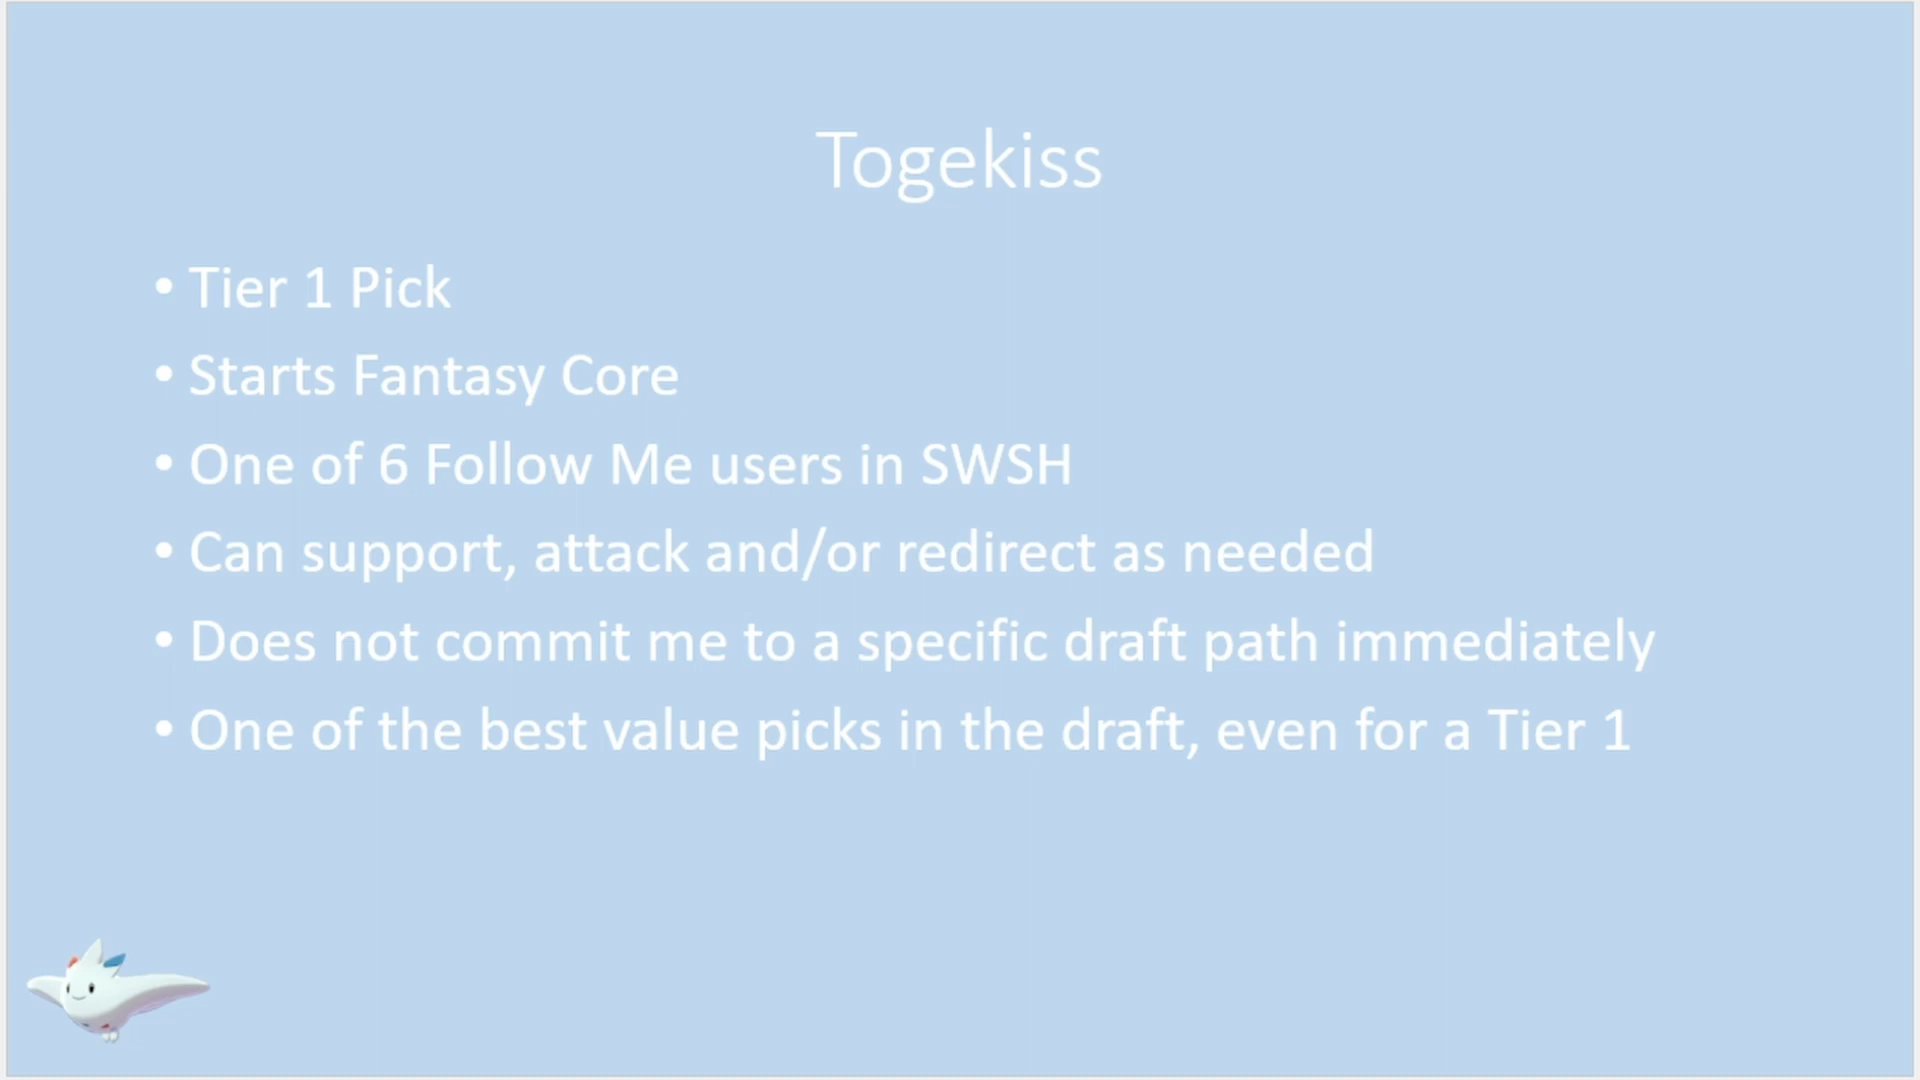 Togekiss
• Tier 1 Pick
• Starts Fantasy Core
• One of 6 Follow Me users in SWSH
• Can support, attack and/or redirect as needed
• Does not commit me to a specific draft path immediately
• One of the best value picks in the draft, even for a Tier 1